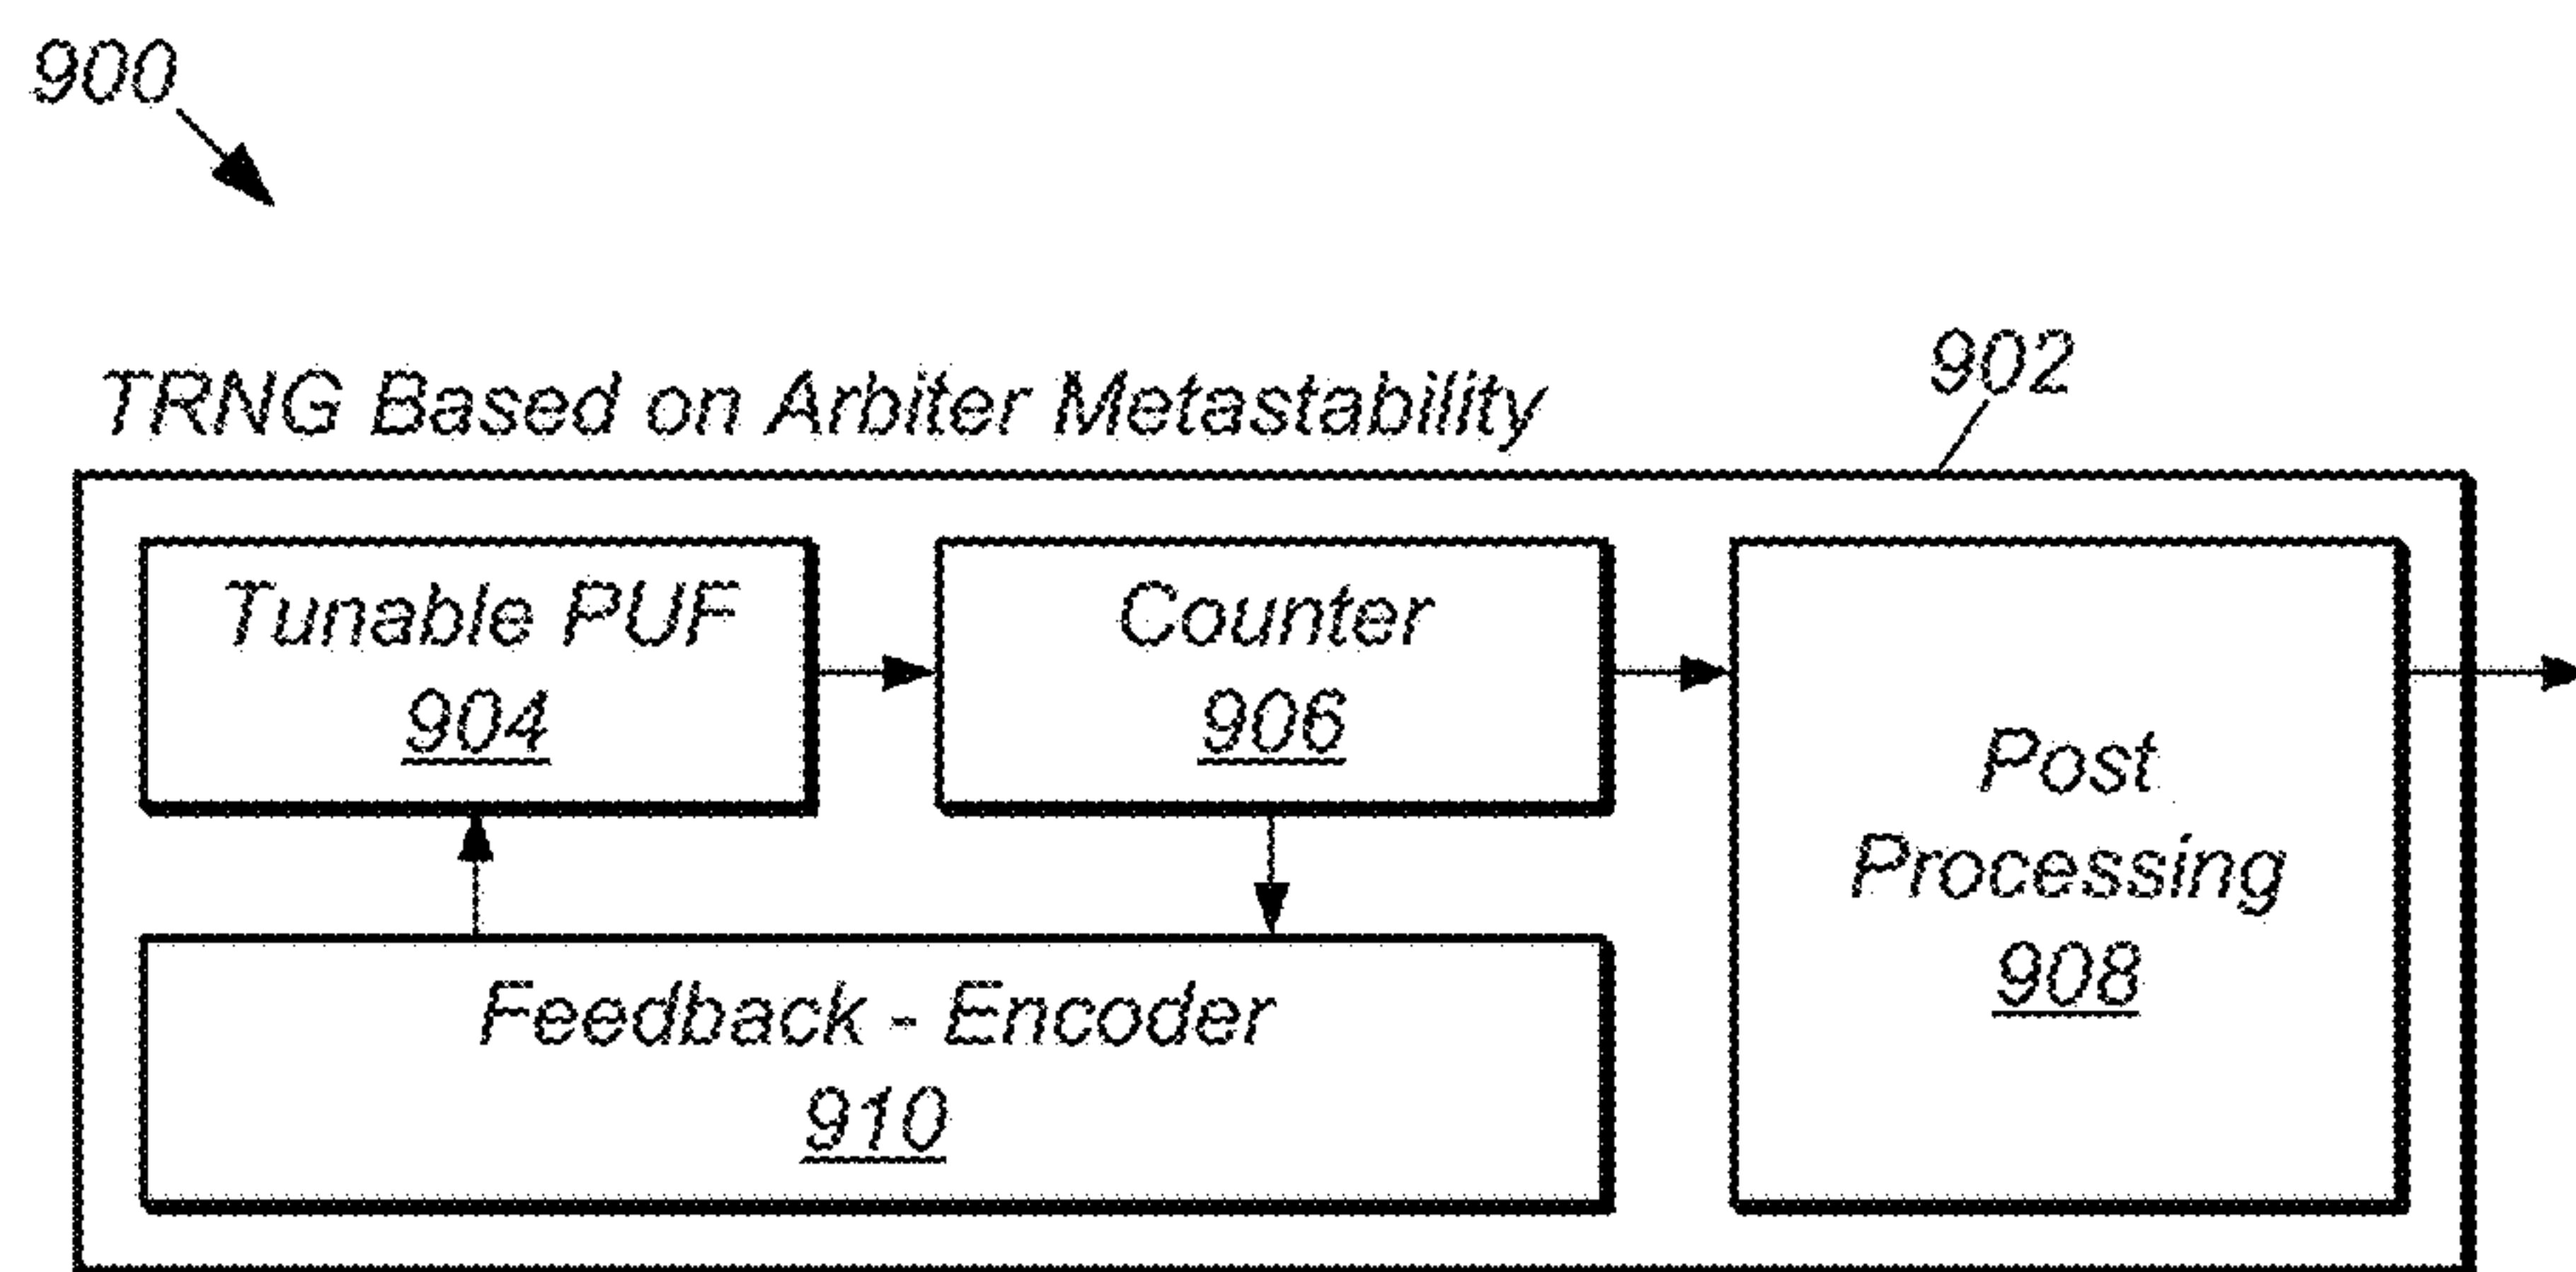 900
902
TRNG Based on Arbiter Metastability
Tunable PUF
904
Counter
906
Post
Processing
908
Feedback - Encoder
910